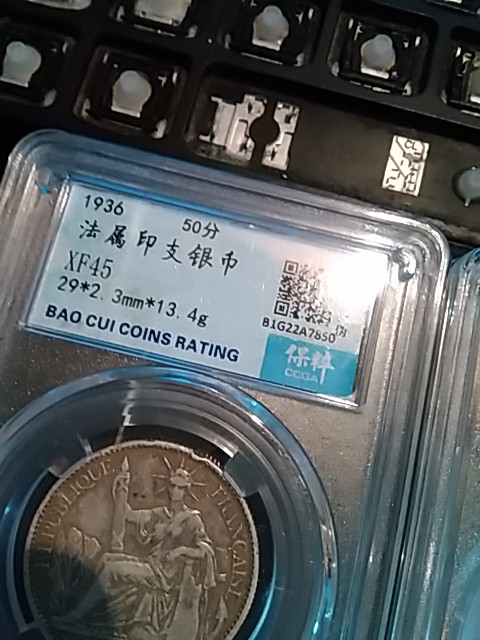 1936 50分
法属印支银币
XF45
29*2.3mm*13.4g
BAO CUI COINS RATING
B1G22A7850
保粹
CCGA
REPUBLIQUE FRANCAISE